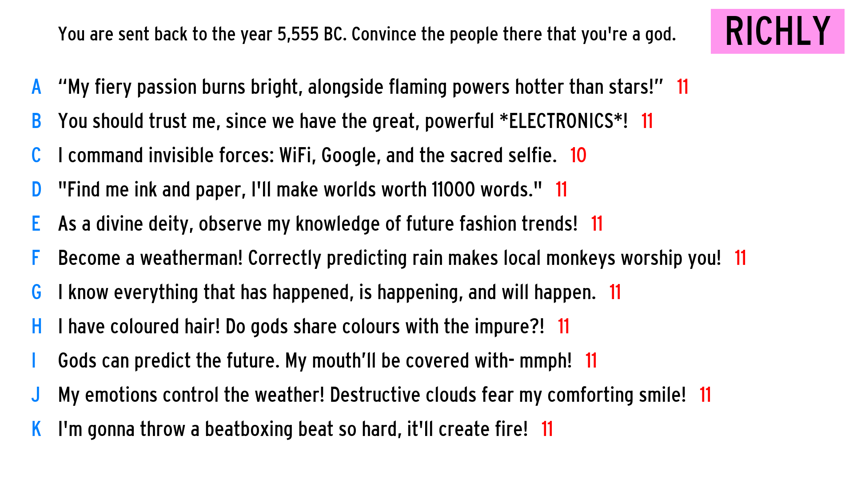 You are sent back to the year 5,555 BC. Convince the people there that you're a god.
RICHLY
A “My fiery passion burns bright, alongside flaming powers hotter than stars!” 11
B You should trust me, since we have the great, powerful *ELECTRONICS*! 11
C I command invisible forces: WiFi, Google, and the sacred selfie. 10
D "Find me ink and paper, I'll make worlds worth 11000 words." 11
E As a divine deity, observe my knowledge of future fashion trends! 11
F Become a weatherman! Correctly predicting rain makes local monkeys worship you! 11
G I know everything that has happened, is happening, and will happen. 11
H I have coloured hair! Do gods share colours with the impure?! 11
I Gods can predict the future. My mouth’ll be covered with- mmph! 11
J My emotions control the weather! Destructive clouds fear my comforting smile! 11
K I'm gonna throw a beatboxing beat so hard, it'll create fire! 11